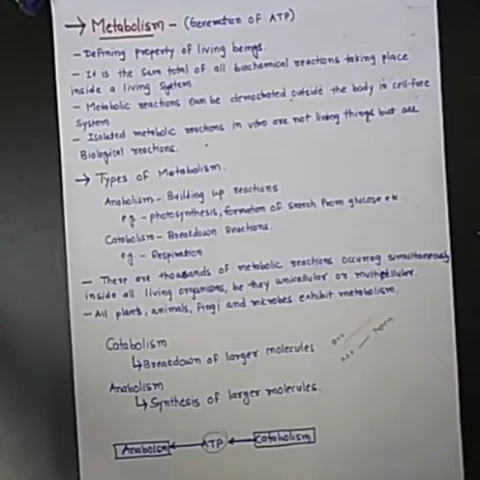 → Metabolism - (Generation of ATP)
- Defining property of living beings.
- It is the sum total of all biochemical reactions taking place
inside a living system
- Metabolic reactions can be demostrated outside the body in cell-free
system.
- Isolated metabolic reactions in vitro are not living things but are
Biological reactions.
→ Types of Metabolism.
Anabolism - Building up reactions
eg - photosynthesis, formation of starch from glucose etc
Catabolism - Breakdown Reactions.
eg - Respiration
- There are thousands of metabolic reactions occuring simultaneously
inside all living organisms, be they unicellular or multicellular.
- All plants, animals, fungi and microbes exhibit metabolism.
Catabolism
↳ Breakdown of larger molecules
Anabolism
↳ Synthesis of larger molecules.
Anabolism ← ATP ← Catabolism